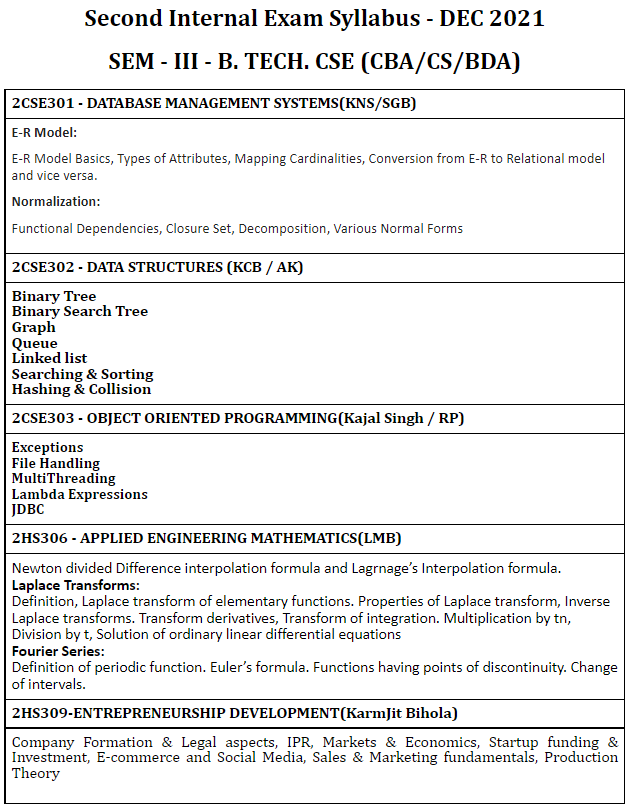 Second Internal Exam Syllabus - DEC 2021
SEM - III - B. TECH. CSE (CBA/CS/BDA)
2CSE301 - DATABASE MANAGEMENT SYSTEMS(KNS/SGB)
E-R Model:
E-R Model Basics, Types of Attributes, Mapping Cardinalities, Conversion from E-R to Relational model
and vice versa.
Normalization:
Functional Dependencies, Closure Set, Decomposition, Various Normal Forms
2CSE302 - DATA STRUCTURES (KCB / AK)
Binary Tree
Binary Search Tree
Graph
Queue
Linked list
Searching & Sorting
Hashing & Collision
2CSE303 - OBJECT ORIENTED PROGRAMMING(Kajal Singh / RP)
Exceptions
File Handling
MultiThreading
Lambda Expressions
JDBC
2HS306 - APPLIED ENGINEERING MATHEMATICS(LMB)
Newton divided Difference interpolation formula and Lagrnage's Interpolation formula.
Laplace Transforms:
Definition, Laplace transform of elementary functions. Properties of Laplace transform, Inverse
Laplace transforms. Transform derivatives, Transform of integration. Multiplication by tn,
Division by t, Solution of ordinary linear differential equations
Fourier Series:
Definition of periodic function. Euler's formula. Functions having points of discontinuity. Change
of intervals.
2HS309-ENTREPRENEURSHIP DEVELOPMENT(KarmJit Bihola)
Company Formation & Legal aspects, IPR, Markets & Economics, Startup funding &
Investment, E-commerce and Social Media, Sales & Marketing fundamentals, Production
Theory